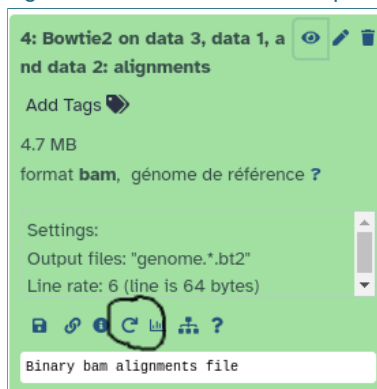 4: Bowtie2 on data 3, data 1, a
nd data 2: alignments
Add Tags
4.7 MB
format bam, génome de référence ?
Settings:
Output files: "genome.*.bt2"
Line rate: 6 (line is 64 bytes)
?
Binary bam alignments file